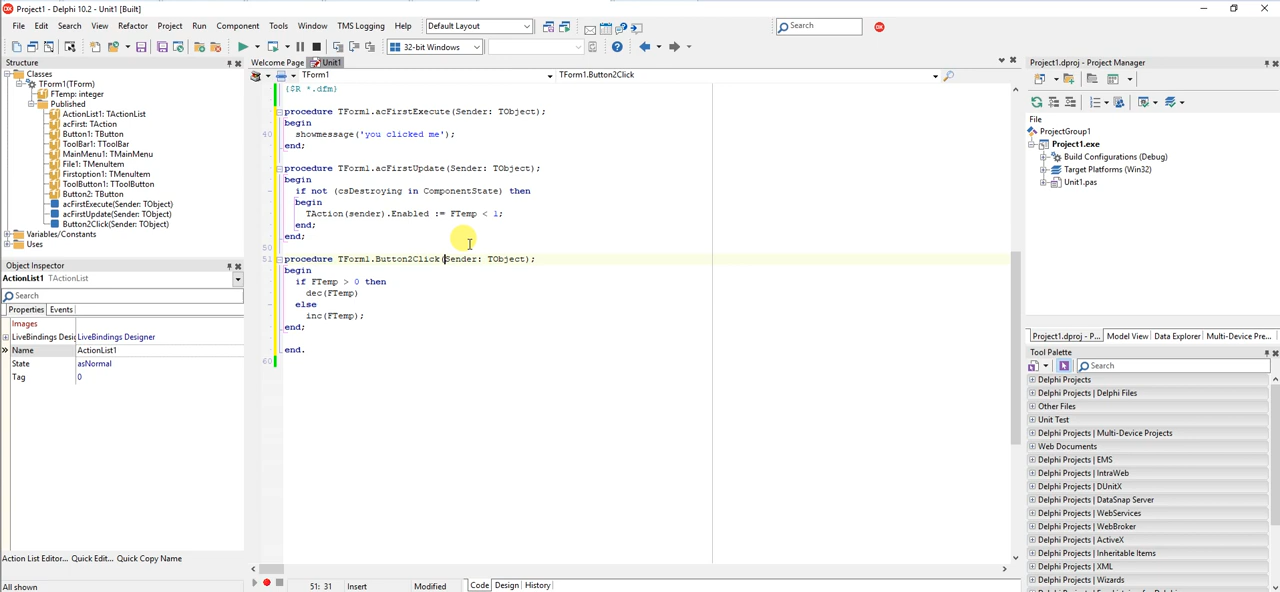 Project1 - Delphi 10.2 - Unit1 [Built]
File Edit Search View Refactor Project Run Component Tools Window TMS Logging Help Default Layout Search
32-bit Windows
Structure
Classes
TForm1(TForm)
FTemp: integer
Published
ActionList1: TActionList
acFirst: TAction
Button1: TButton
ToolBar1: TToolBar
MainMenu1: TMainMenu
File1: TMenuItem
Firstoption1: TMenuItem
ToolButton1: TToolButton
Button2: TButton
acFirstExecute(Sender: TObject)
acFirstUpdate(Sender: TObject)
Button2Click(Sender: TObject)
Variables/Constants
Uses
Object Inspector
ActionList1 TActionList
Search
Properties Events
Images
LiveBindings Desig LiveBindings Designer
Name ActionList1
State asNormal
Tag 0
Action List Editor... Quick Edit... Quick Copy Name
All shown
Welcome Page Unit1
TForm1 TForm1.Button2Click
{$R *.dfm}
procedure TForm1.acFirstExecute(Sender: TObject);
begin
40 showmessage('you clicked me');
end;
procedure TForm1.acFirstUpdate(Sender: TObject);
begin
if not (csDestroying in ComponentState) then
begin
TAction(sender).Enabled := FTemp < 1;
end;
end;
50
51 procedure TForm1.Button2Click(Sender: TObject);
begin
if FTemp > 0 then
dec(FTemp)
else
inc(FTemp);
end;
end.
60
51: 31 Insert Modified Code Design History
Project1.dproj - Project Manager
File
ProjectGroup1
Project1.exe
Build Configurations (Debug)
Target Platforms (Win32)
Unit1.pas
Project1.dproj - P... Model View Data Explorer Multi-Device Pre...
Tool Palette
Search
Delphi Projects
Delphi Projects | Delphi Files
Other Files
Unit Test
Delphi Projects | Multi-Device Projects
Web Documents
Delphi Projects | EMS
Delphi Projects | IntraWeb
Delphi Projects | DUnitX
Delphi Projects | DataSnap Server
Delphi Projects | WebServices
Delphi Projects | WebBroker
Delphi Projects | ActiveX
Delphi Projects | Inheritable Items
Delphi Projects | XML
Delphi Projects | Wizards